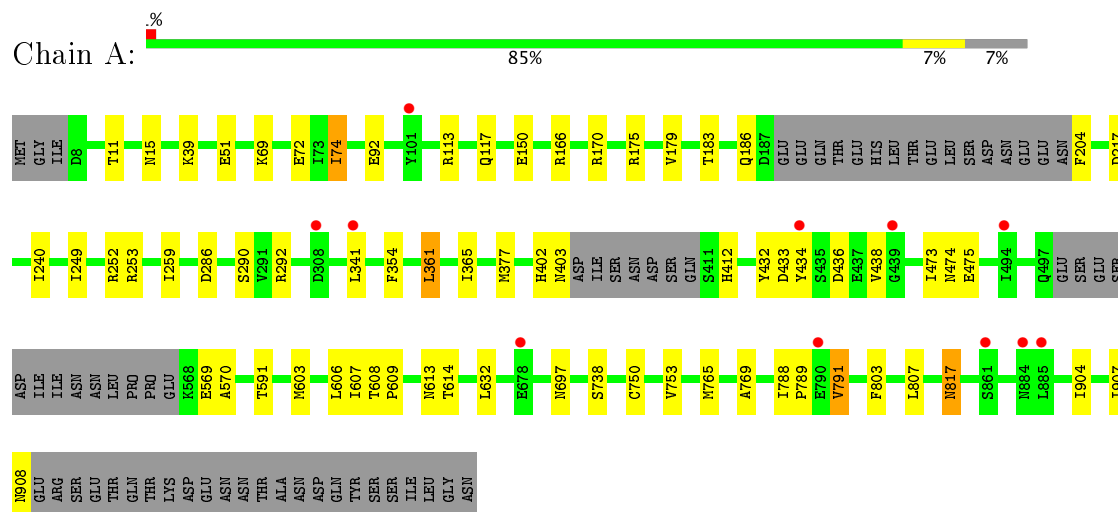 .%
Chain A:
85% 7% 7%
MET GLY ILE D8 T11 N15 K39 E51 K69 E72 I73 I74 E92 Y101 R113 Q117 E150 R166 R170 R175 V179 T183 Q186 D187 GLU GLU GLN THR GLU HIS LEU THR GLU LEU SER ASP ASN GLU GLU ASN F204
I240 I249 R252 R253 I259 D286 S290 V291 R292 D308 L341 F354 L361 I365 M377 H402 N403 ASP ILE SER ASN ASP SER GLN S411 H412 Y432 D433 Y434 S435 D436 E437 V438 G439 I473 N474 E475 I494 Q497 GLU SER GLU
ASP ILE ILE ASN ASN LEU PRO PRO GLU K568 E569 A570 T591 M603 L606 I607 T608 P609 N613 T614 L632 E678 N697 S738 C750 V753 M765 A769 I788 P789 E790 V791 F803 L807 N817 S861 N884 L885 I904
N908 GLU ARG SER GLU THR GLN THR LYS ASP GLU ASN ASN THR ALA ASN ASP GLN TYR SER SER ILE LEU GLY ASN